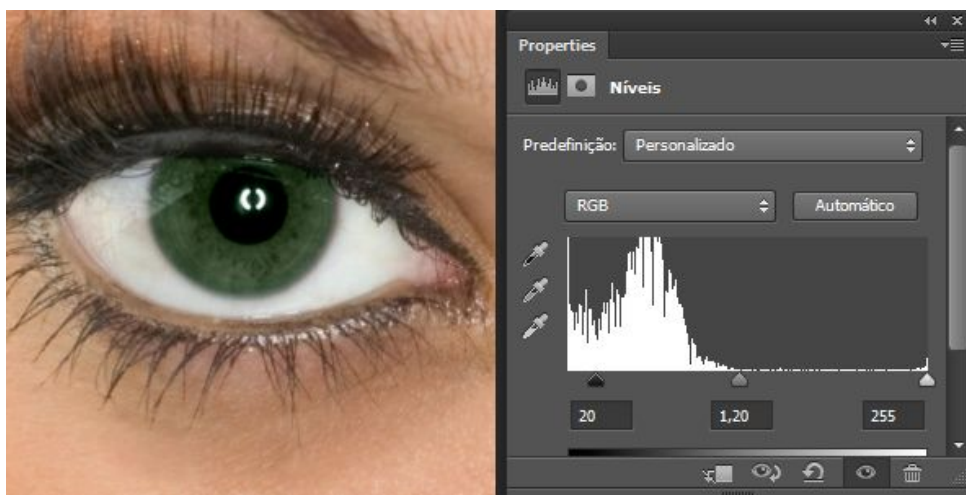 Properties
Níveis
Predefinição: Personalizado
RGB Automático
20 1,20 255